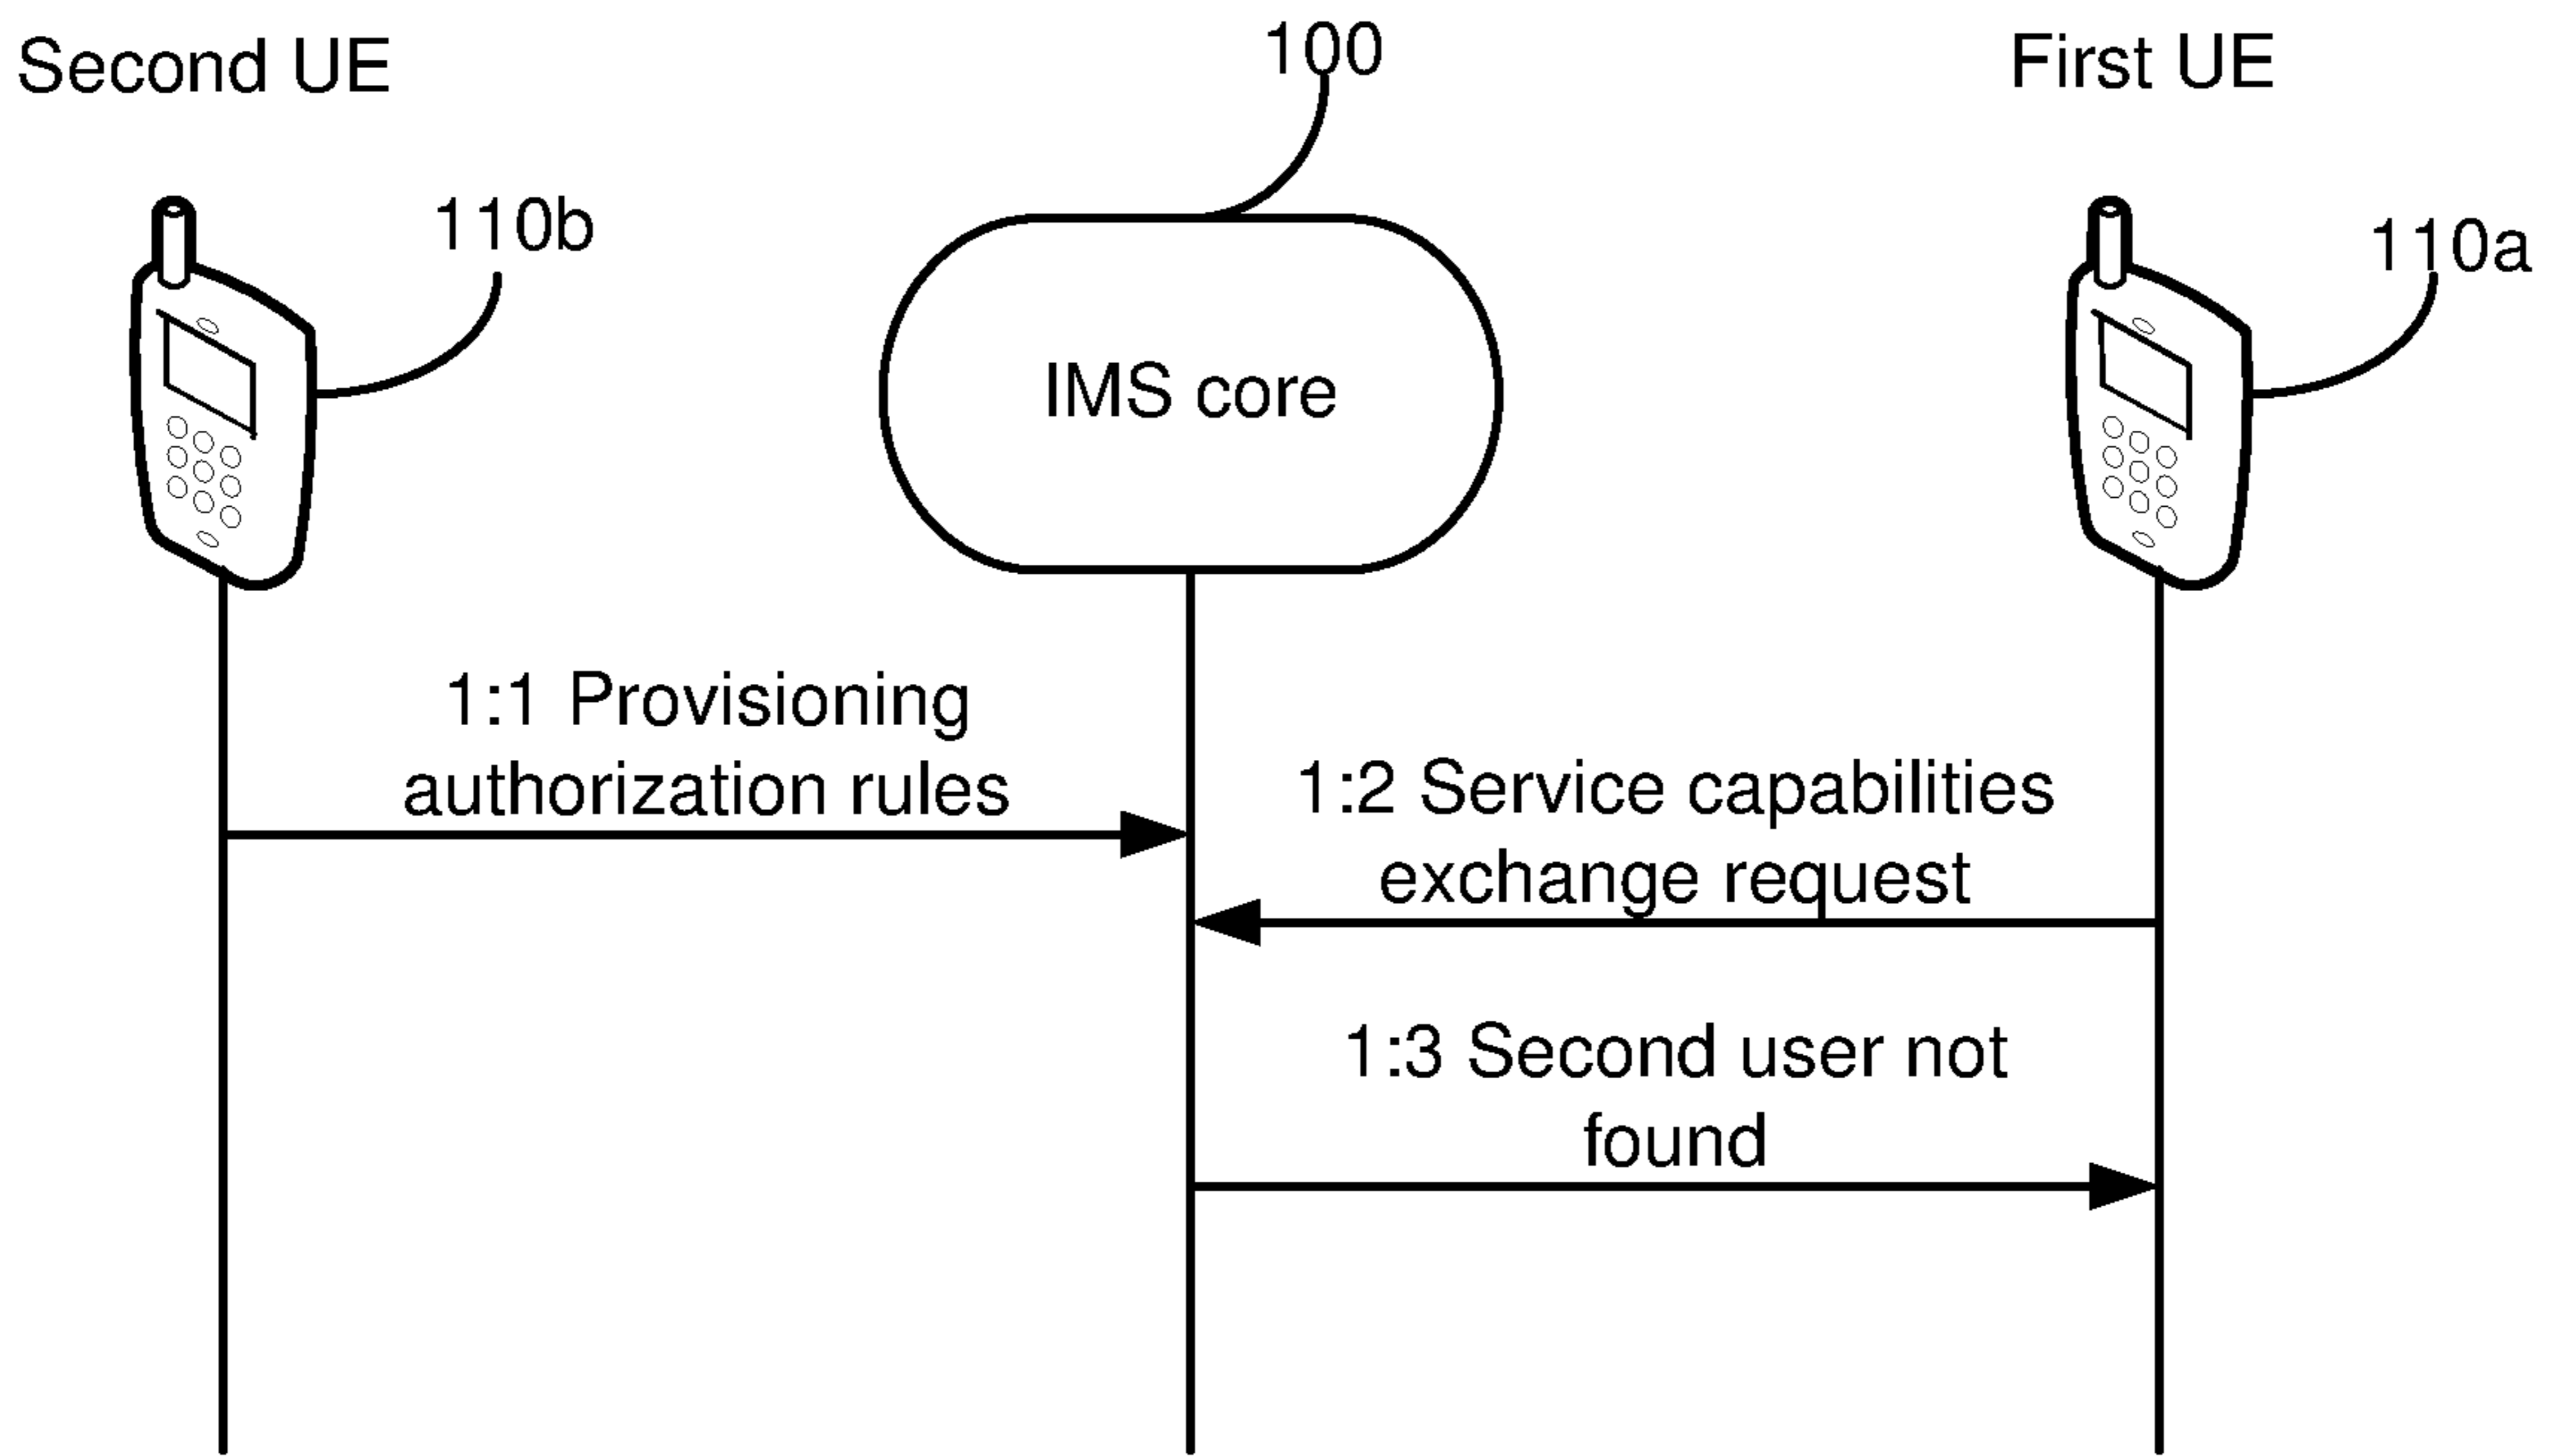 Second UE
100
First UE
110b
110a
IMS core
1:1 Provisioning
authorization rules
1:2 Service capabilities
exchange request
1:3 Second user not
found